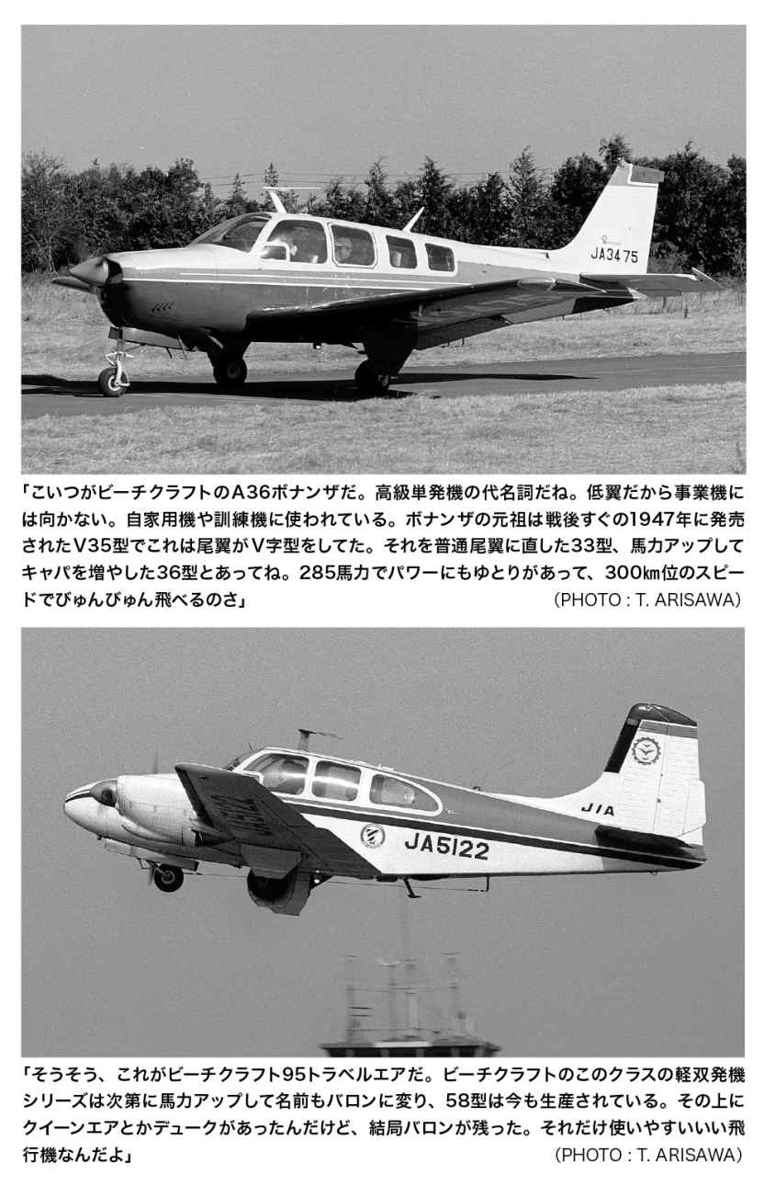 JA3475
「こいつがビーチクラフトのA36ボナンザだ。高級単発機の代名詞だね。低翼だから事業機に
は向かない。自家用機や訓練機に使われている。ボナンザの元祖は戦後すぐの1947年に発売
されたV35型でこれは尾翼がV字型をしてた。それを普通尾翼に直した33型、馬力アップして
キャパを増やした36型とあってね。285馬力でパワーにもゆとりがあって、300㎞位のスピー
ドでびゅんびゅん飛べるのさ」 （PHOTO : T. ARISAWA）
JA5122
JIA
JA5122
「そうそう、これがビーチクラフト95トラベルエアだ。ビーチクラフトのこのクラスの軽双発機
シリーズは次第に馬力アップして名前もバロンに変り、58型は今も生産されている。その上に
クイーンエアとかデュークがあったんだけど、結局バロンが残った。それだけ使いやすいいい飛
行機なんだよ」 （PHOTO : T. ARISAWA）